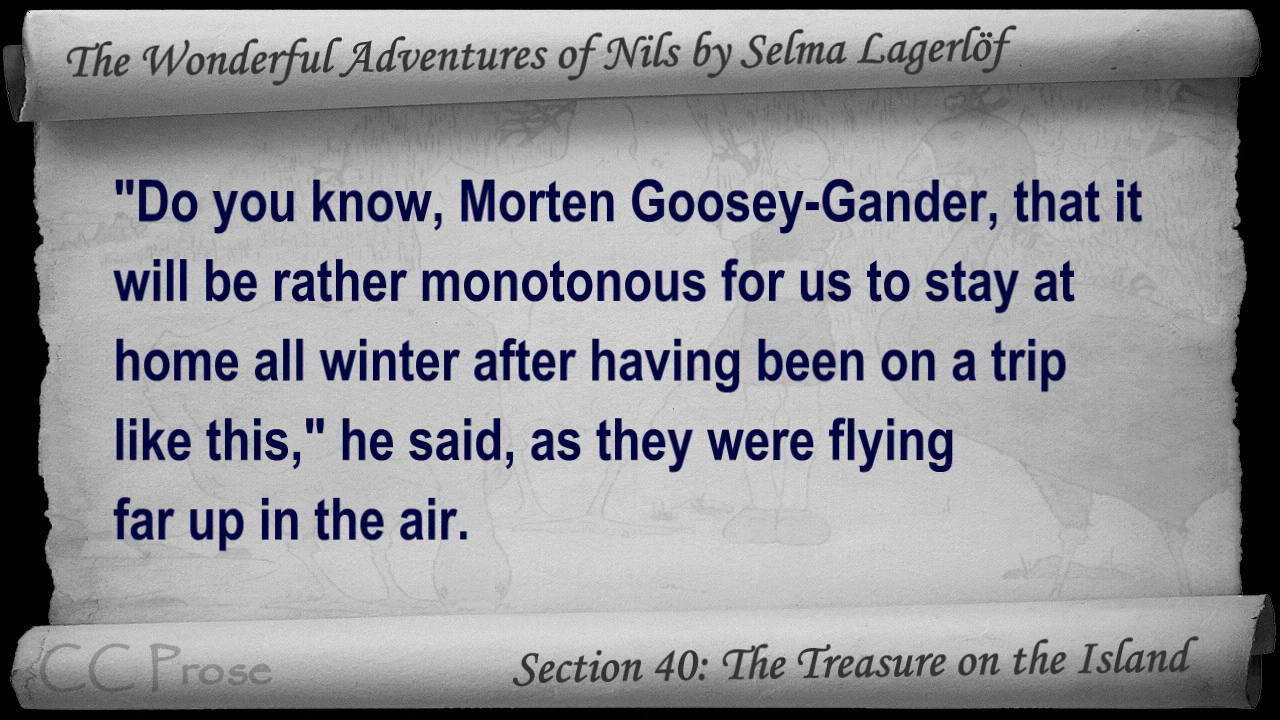 The Wonderful Adventures of Nils by Selma Lagerlöf
"Do you know, Morten Goosey-Gander, that it
will be rather monotonous for us to stay at
home all winter after having been on a trip
like this," he said, as they were flying
far up in the air.
CC Prose
Section 40: The Treasure on the Island